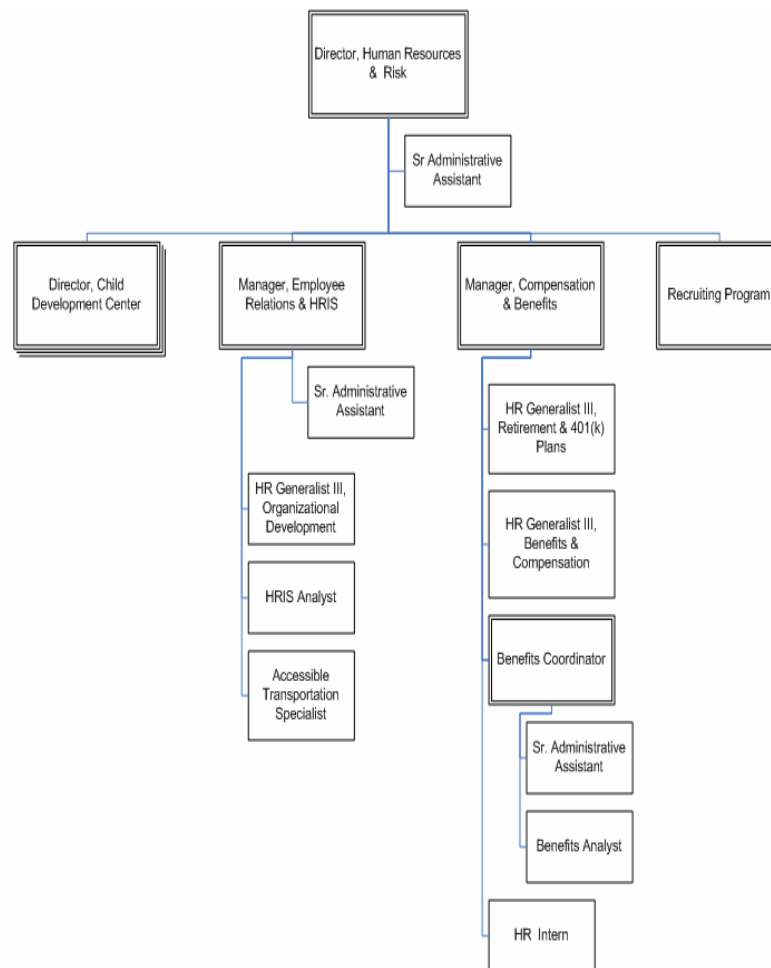 Director, Human Resources
& Risk
Sr Administrative
Assistant
Director, Child
Development Center
Manager, Employee
Relations & HRIS
Manager, Compensation
& Benefits
Recruiting Program
Sr. Administrative
Assistant
HR Generalist III,
Organizational
Development
HRIS Analyst
Accessible
Transportation
Specialist
HR Generalist III,
Retirement & 401(k)
Plans
HR Generalist III,
Benefits &
Compensation
Benefits Coordinator
Sr. Administrative
Assistant
Benefits Analyst
HR Intern